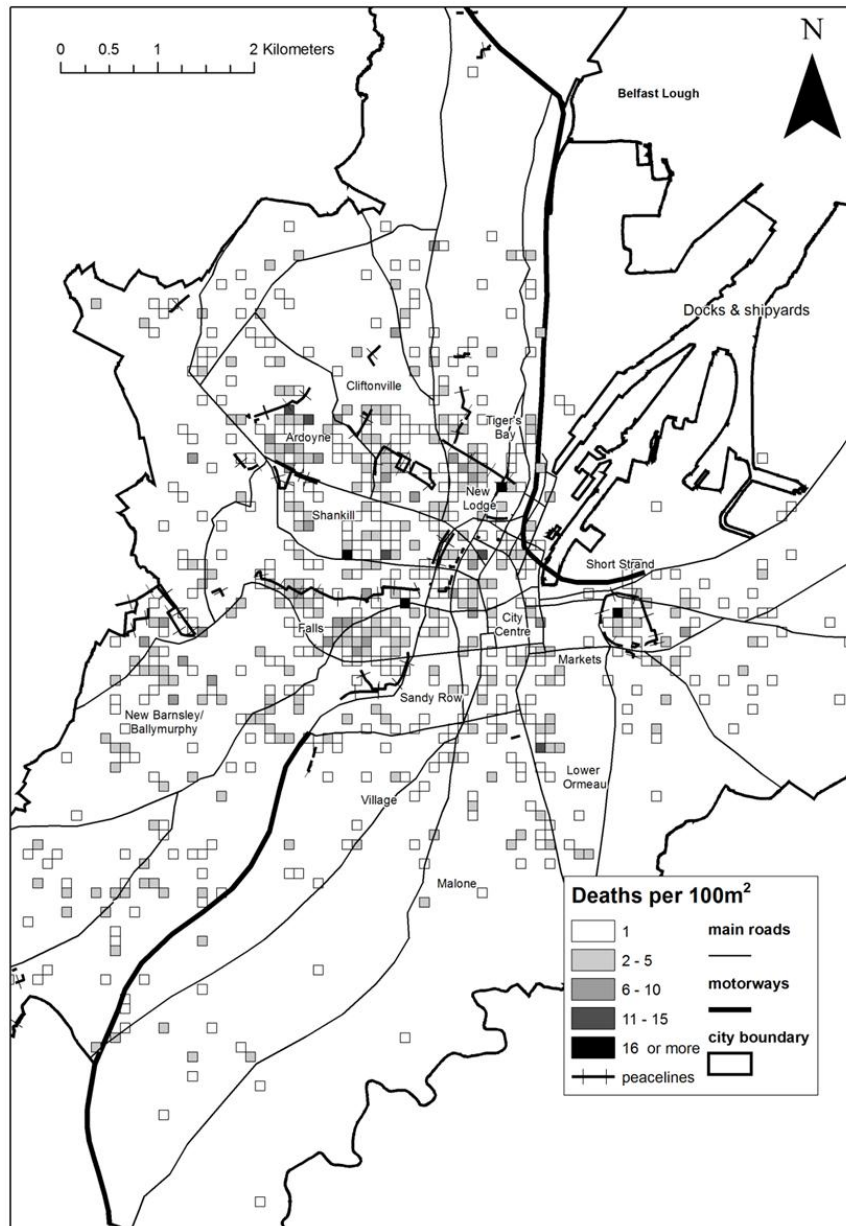 0 0.5 1 2 Kilometers
N
Belfast Lough
Docks & shipyards
Cliftonville
Ardoyne
Tiger's
Bay
New
Lodge
Shankill
Short Strand
Falls
City
Centre
Markets
Sandy Row
New Barnsley/
Ballymurphy
Lower
Ormeau
Village
Malone
Deaths per 100m²
1
2 - 5
6 - 10
11 - 15
16 or more
peacelines
main roads
motorways
city boundary